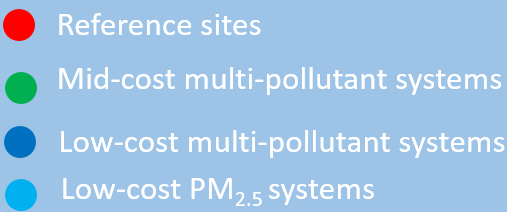 Reference sites
Mid-cost multi-pollutant systems
Low-cost multi-pollutant systems
Low-cost PM₂.₅ systems